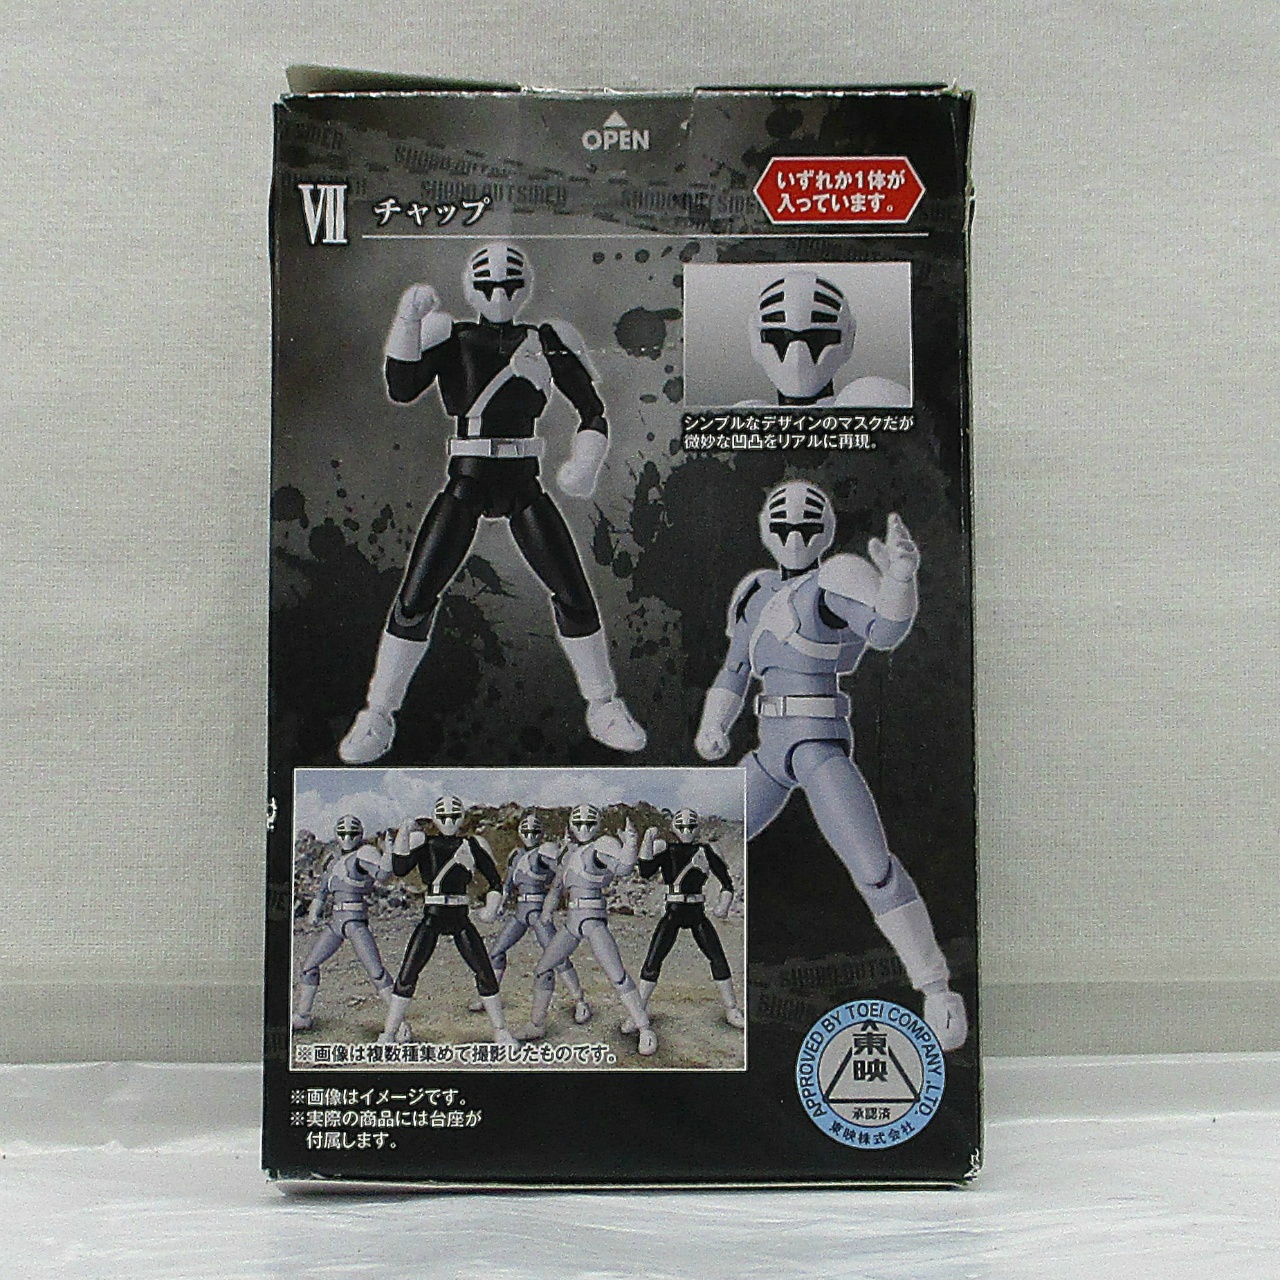 OPEN
SHODO OUTSIDER
SHODO OUTSIDER
SHODO OUTSIDER
いずれか1体が
入っています。
VII チャップ
シンプルなデザインのマスクだが
微妙な凹凸をリアルに再現。
※画像は複数種集めて撮影したものです。
※画像はイメージです。
※実際の商品には台座が
付属します。
APPROVED BY TOEI COMPANY, LTD.
東映
承認済
東映株式会社